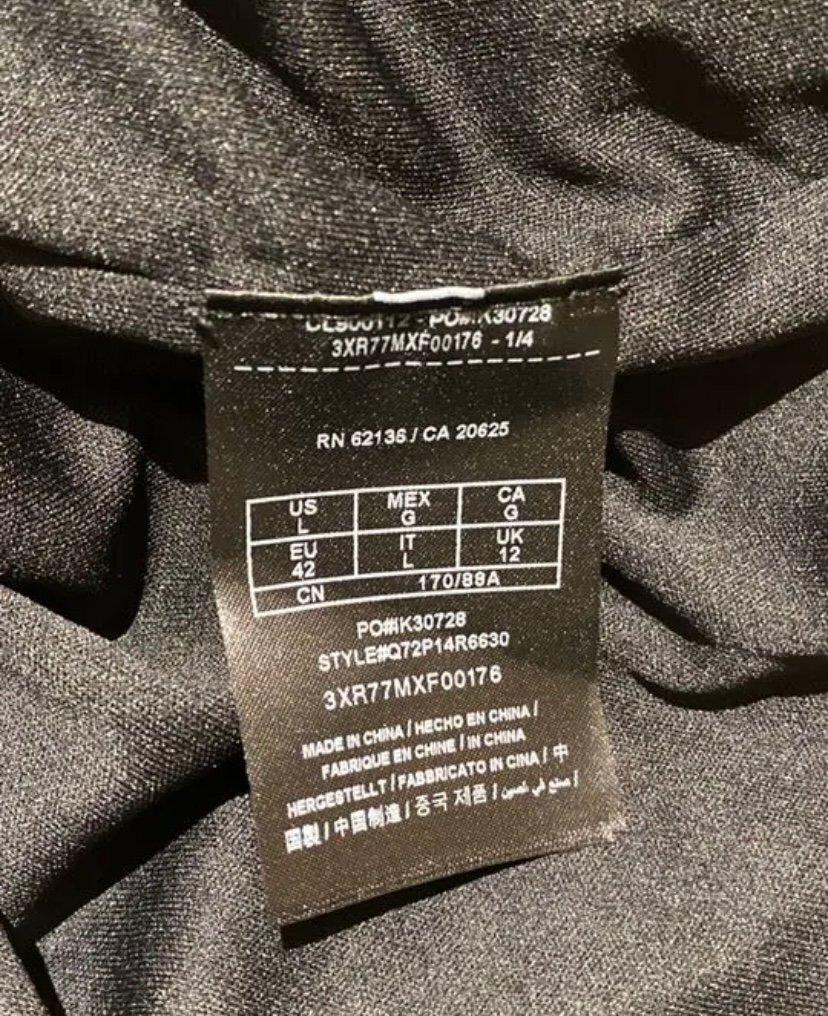 PO#IK30728
3XR77MXF00176 - 1/4
RN 62136 / CA 20625
US MEX CA
L G G
EU IT UK
42 L 12
CN 170/88A
PO#IK30728
STYLE#Q72P14R6630
3XR77MXF00176
MADE IN CHINA / HECHO EN CHINA /
FABRIQUE EN CHINE / IN CHINA
HERGESTELLT / FABBRICATO IN CINA / 中
国製 / 中国制造 / 중국 제품 / صنع في الصين /